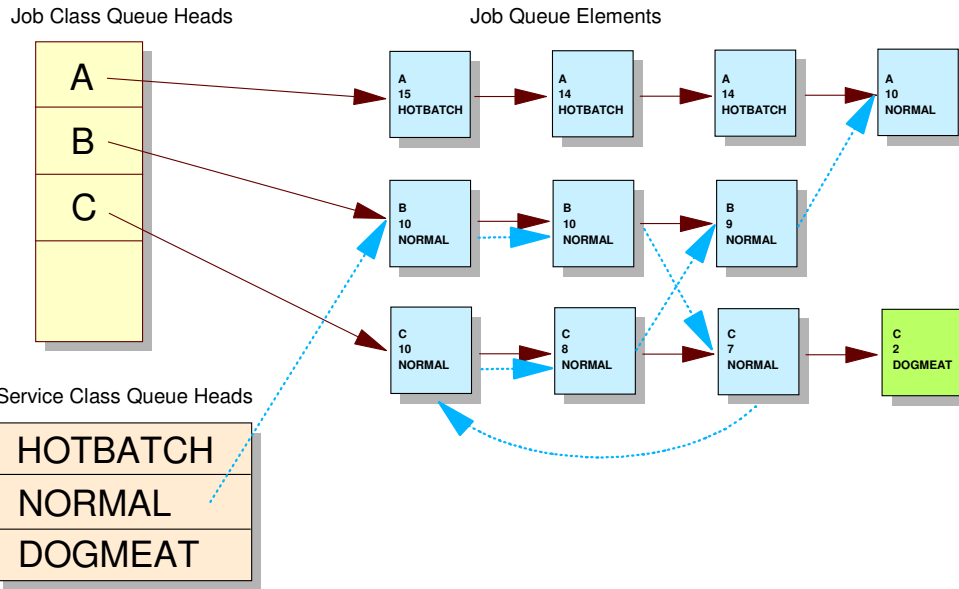 Job Class Queue Heads
Job Queue Elements
A
B
C
A
15
HOTBATCH
A
14
HOTBATCH
A
14
HOTBATCH
A
10
NORMAL
B
10
NORMAL
B
10
NORMAL
B
9
NORMAL
C
10
NORMAL
C
8
NORMAL
C
7
NORMAL
C
2
DOGMEAT
Service Class Queue Heads
HOTBATCH
NORMAL
DOGMEAT